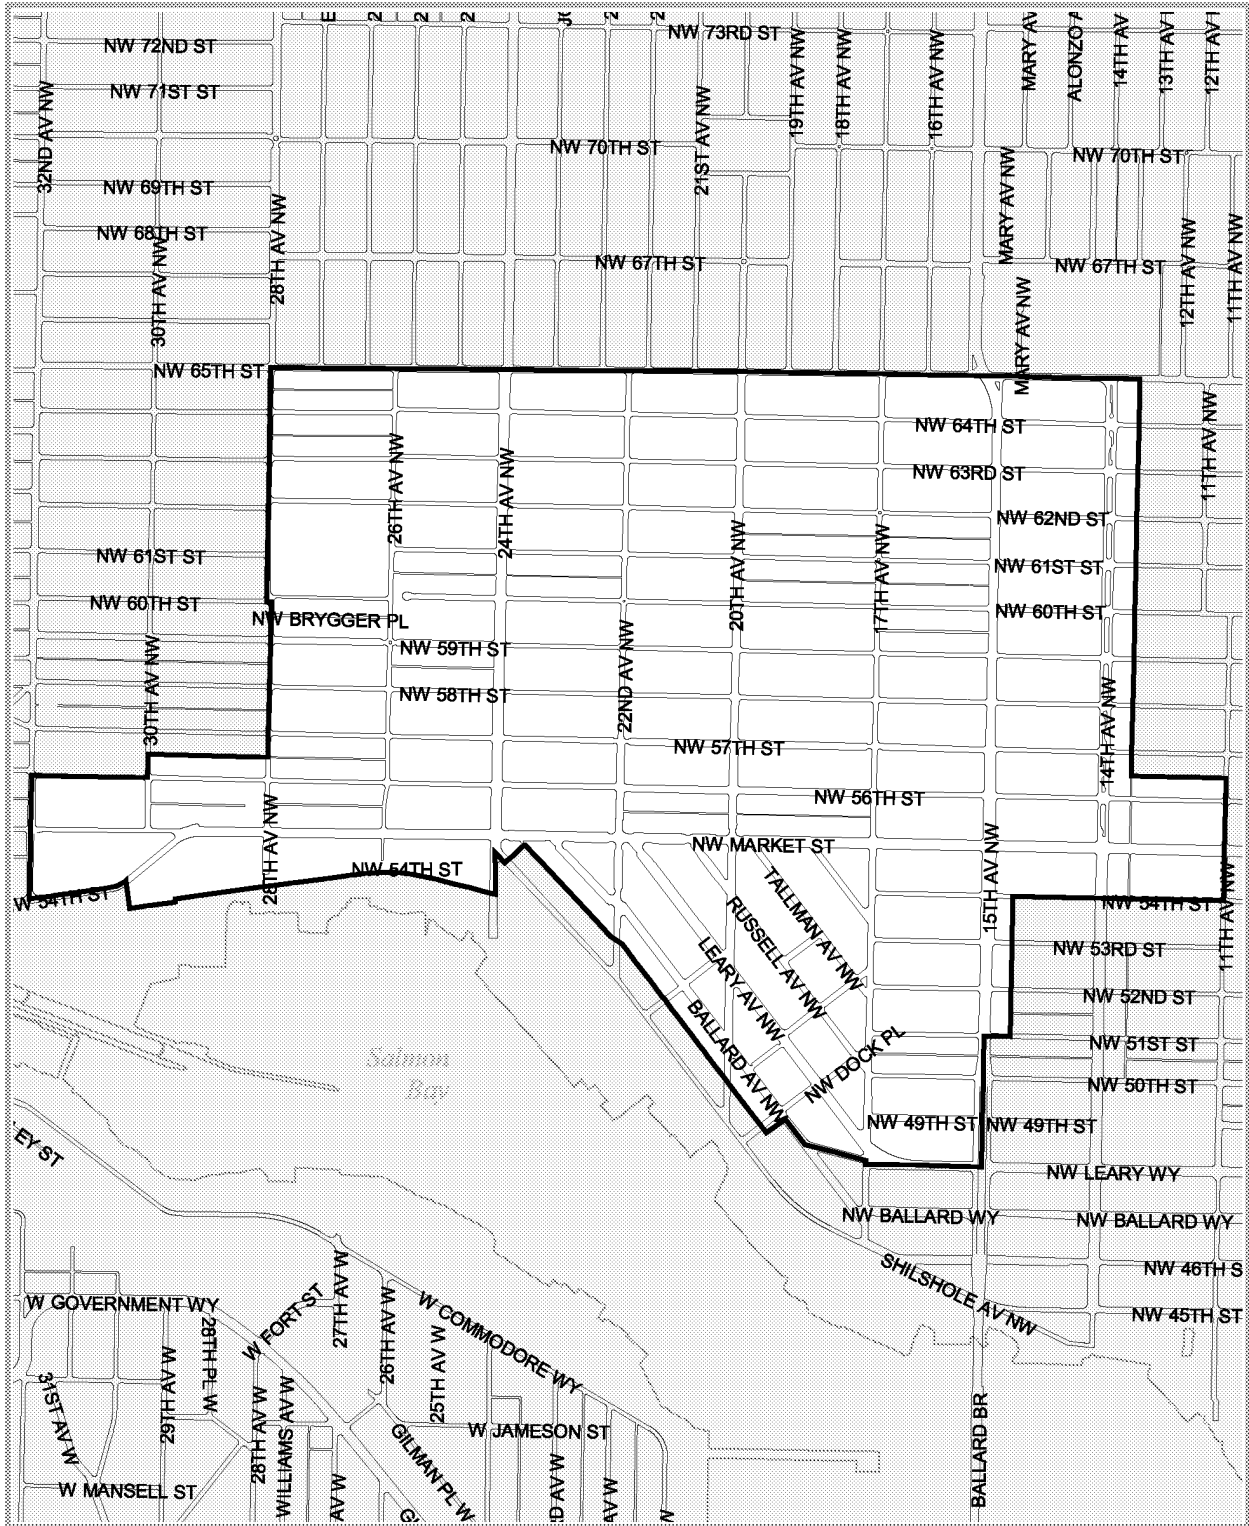 NW 73RD ST
NW 72ND ST
NW 71ST ST
32ND AV NW
19TH AV NW
18TH AV NW
16TH AV NW
MARY AV
ALONZO A
14TH AV
13TH AV
12TH AV
21ST AV NW
NW 70TH ST
NW 70TH ST
MARY AV NW
NW 69TH ST
28TH AV NW
NW 68TH ST
30TH AV NW
NW 67TH ST
NW 67TH ST
12TH AV NW
11TH AV NW
MARY AV NW
NW 65TH ST
NW 64TH ST
11TH AV NW
26TH AV NW
24TH AV NW
NW 63RD ST
NW 62ND ST
20TH AV NW
17TH AV NW
NW 61ST ST
NW 61ST ST
NW 60TH ST
NW 60TH ST
NW BRYGGER PL
NW 59TH ST
22ND AV NW
30TH AV NW
NW 58TH ST
14TH AV NW
NW 57TH ST
NW 56TH ST
28TH AV NW
NW MARKET ST
15TH AV NW
NW 54TH ST
W 54TH ST
NW 54TH ST
11TH AV NW
TALLMAN AV NW
RUSSELL AV NW
LEARY AV NW
BALLARD AV NW
NW DOCK PL
NW 53RD ST
NW 52ND ST
NW 51ST ST
NW 50TH ST
Salmon
Bay
NW 49TH ST
NW 49TH ST
EY ST
NW LEARY WY
NW BALLARD WY
NW BALLARD WY
SHILSHOLE AV NW
NW 46TH S
NW 45TH ST
W GOVERNMENT WY
W FORT ST
27TH AV W
26TH AV W
25TH AV W
W COMMODORE WY
28TH PL W
29TH AV W
31ST AV W
28TH AV W
WILLIAMS AV W
W JAMESON ST
GILMAN PL W
W MANSELL ST
AV W
D AV W
AV W
W
BALLARD BR